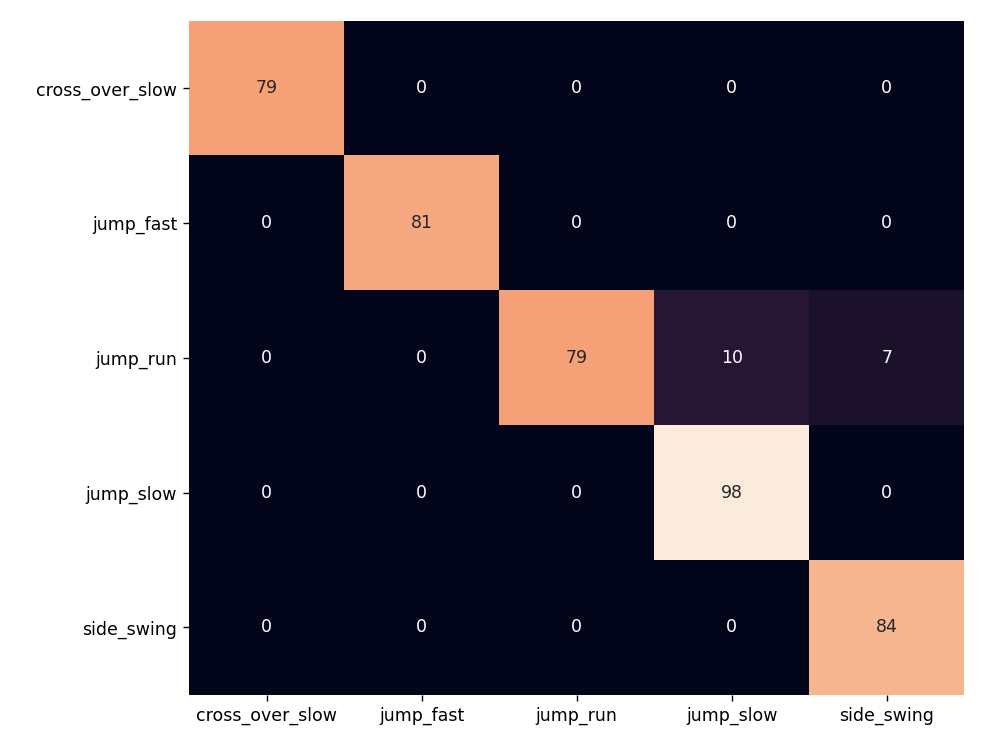 cross_over_slow 79 0 0 0 0
jump_fast 0 81 0 0 0
jump_run 0 0 79 10 7
jump_slow 0 0 0 98 0
side_swing 0 0 0 0 84
cross_over_slow jump_fast jump_run jump_slow side_swing